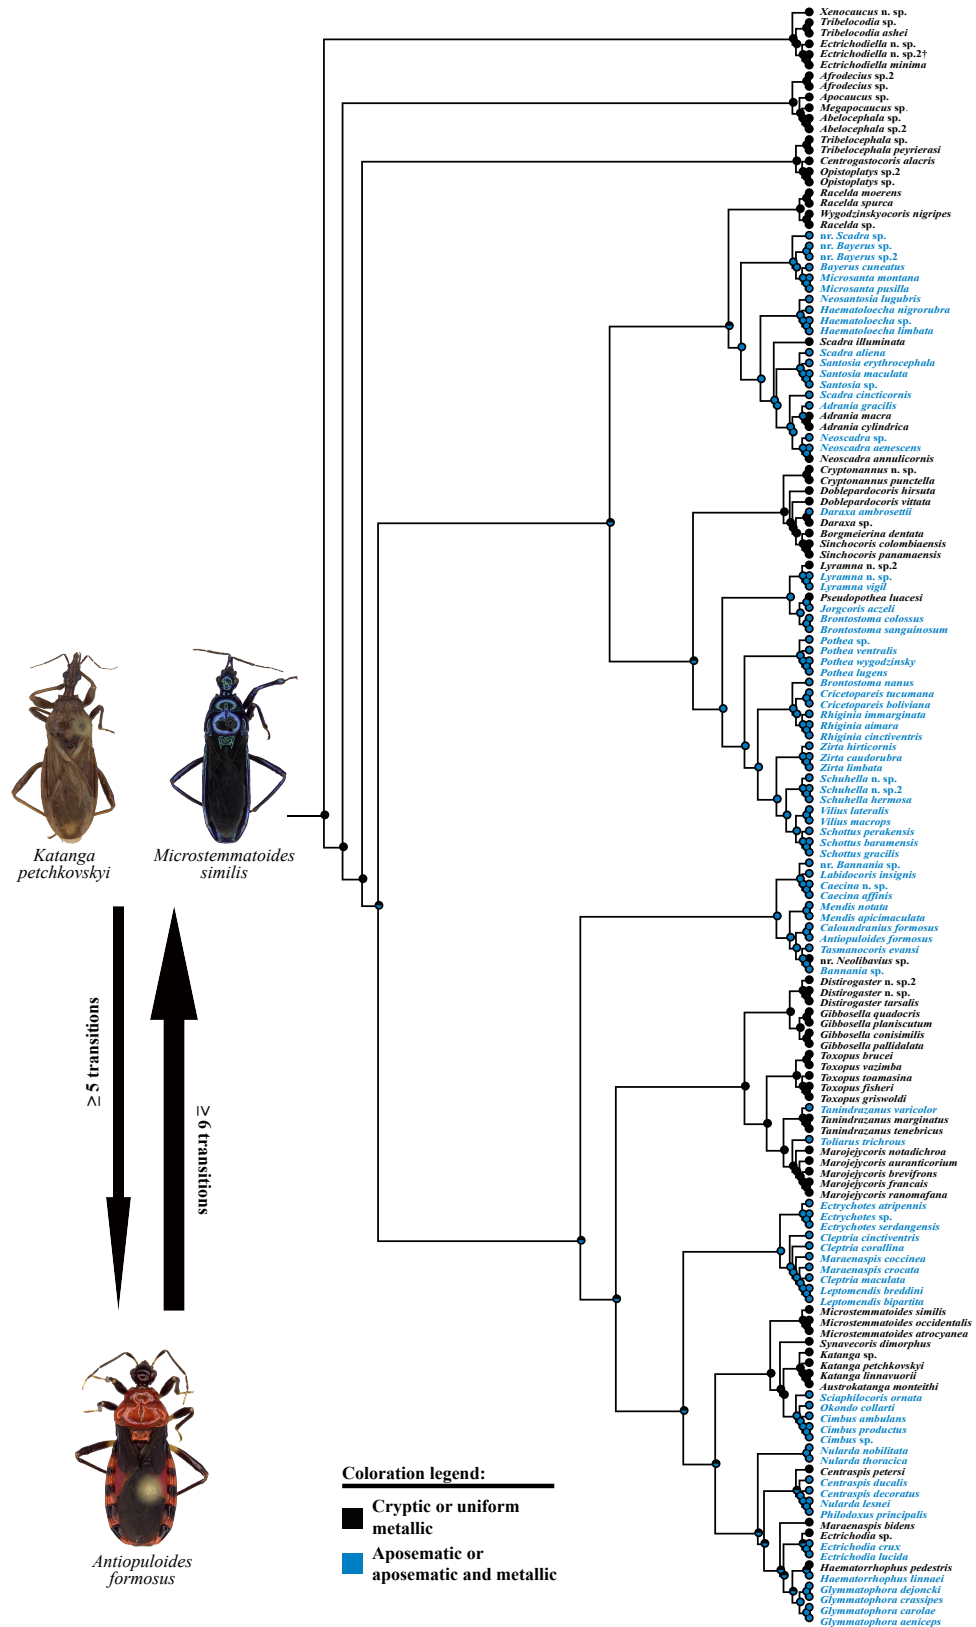 Xenocaucus n. sp.
Tribelocodia sp.
Tribelocodia ashei
Ectrichodiella n. sp.
Ectrichodiella n. sp.2†
Ectrichodiella minima
Afrodecius sp.2
Afrodecius sp.
Apocaucus sp.
Megapocaucus sp.
Abelocephala sp.
Abelocephala sp.2
Tribelocephala sp.
Tribelocephala peyrierasi
Centrogastocoris alacris
Opistoplatys sp.2
Opistoplatys sp.
Racelda moerens
Racelda spurca
Wygodzinskyocoris nigripes
Racelda sp.
nr. Scadra sp.
nr. Bayerus sp.
nr. Bayerus sp.2
Bayerus cuneatus
Microsanta montana
Microsanta pusilla
Neosantosia lugubris
Haematoloecha nigrorubra
Haematoloecha sp.
Haematoloecha limbata
Scadra illuminata
Scadra aliena
Santosia erythrocephala
Santosia maculata
Santosia sp.
Scadra cincticornis
Adrania gracilis
Adrania macra
Adrania cylindrica
Neoscadra sp.
Neoscadra aenescens
Neoscadra annulicornis
Cryptonannus n. sp.
Cryptonannus punctella
Doblepardocoris hirsuta
Doblepardocoris vittata
Daraxa ambrosettii
Daraxa sp.
Borgmeierina dentata
Sinchocoris colombiaensis
Sinchocoris panamaensis
Lyramna n. sp.2
Lyramna n. sp.
Lyramna vigil
Pseudopothea luacesi
Jorgcoris aczeli
Brontostoma colossus
Brontostoma sanguinosum
Pothea sp.
Pothea ventralis
Pothea wygodzinsky
Pothea lugens
Brontostoma nanus
Cricetopareis tucumana
Cricetopareis boliviana
Rhiginia immarginata
Rhiginia aimara
Rhiginia cinctiventris
Zirta hirticornis
Zirta caudorubra
Zirta limbata
Schuhella n. sp.
Schuhella n. sp.2
Schuhella hermosa
Vilius lateralis
Vilius macrops
Schottus perakensis
Schottus baramensis
Schottus gracilis
nr. Bannania sp.
Labidocoris insignis
Caecina n. sp.
Caecina affinis
Mendis notata
Mendis apicimaculata
Caloundranius formosus
Antiopuloides formosus
Tasmanocoris evansi
nr. Neolibavius sp.
Bannania sp.
Distirogaster n. sp.2
Distirogaster n. sp.
Distirogaster tarsalis
Gibbosella quadocris
Gibbosella planiscutum
Gibbosella conisimilis
Gibbosella pallidalata
Toxopus brucei
Toxopus vazimba
Toxopus toamasina
Toxopus fisheri
Toxopus griswoldi
Tanindrazanus varicolor
Tanindrazanus marginatus
Tanindrazanus tenebricus
Toliarus trichrous
Marojejycoris notadichroa
Marojejycoris auranticorium
Marojejycoris brevifrons
Marojejycoris francais
Marojejycoris ranomafana
Ectrychotes atripennis
Ectrychotes sp.
Ectrychotes serdangensis
Cleptria cinctiventris
Cleptria corallina
Maraenaspis coccinea
Maraenaspis crocata
Cleptria maculata
Leptomendis breddini
Leptomendis bipartita
Microstemmatoides similis
Microstemmatoides occidentalis
Microstemmatoides atrocyanea
Synavecoris dimorphus
Katanga sp.
Katanga petchkovskyi
Katanga linnavuorii
Austrokatanga monteithi
Sciaphilocoris ornata
Okondo collarti
Cimbus ambulans
Cimbus productus
Cimbus sp.
Nularda nobilitata
Nularda thoracica
Centraspis petersi
Centraspis ducalis
Centraspis decoratus
Nularda lesnei
Philodoxus principalis
Maraenaspis bidens
Ectrichodia sp.
Ectrichodia crux
Ectrichodia lucida
Haematorrhophus pedestris
Haematorrhophus linnaei
Glymmatophora dejoncki
Glymmatophora crassipes
Glymmatophora carolae
Glymmatophora aeniceps
Katanga
petchkovskyi
Microstemmatoides
similis
≥ 5 transitions
≥ 6 transitions
Antiopuloides
formosus
Coloration legend:
Cryptic or uniform
metallic
Aposematic or
aposematic and metallic